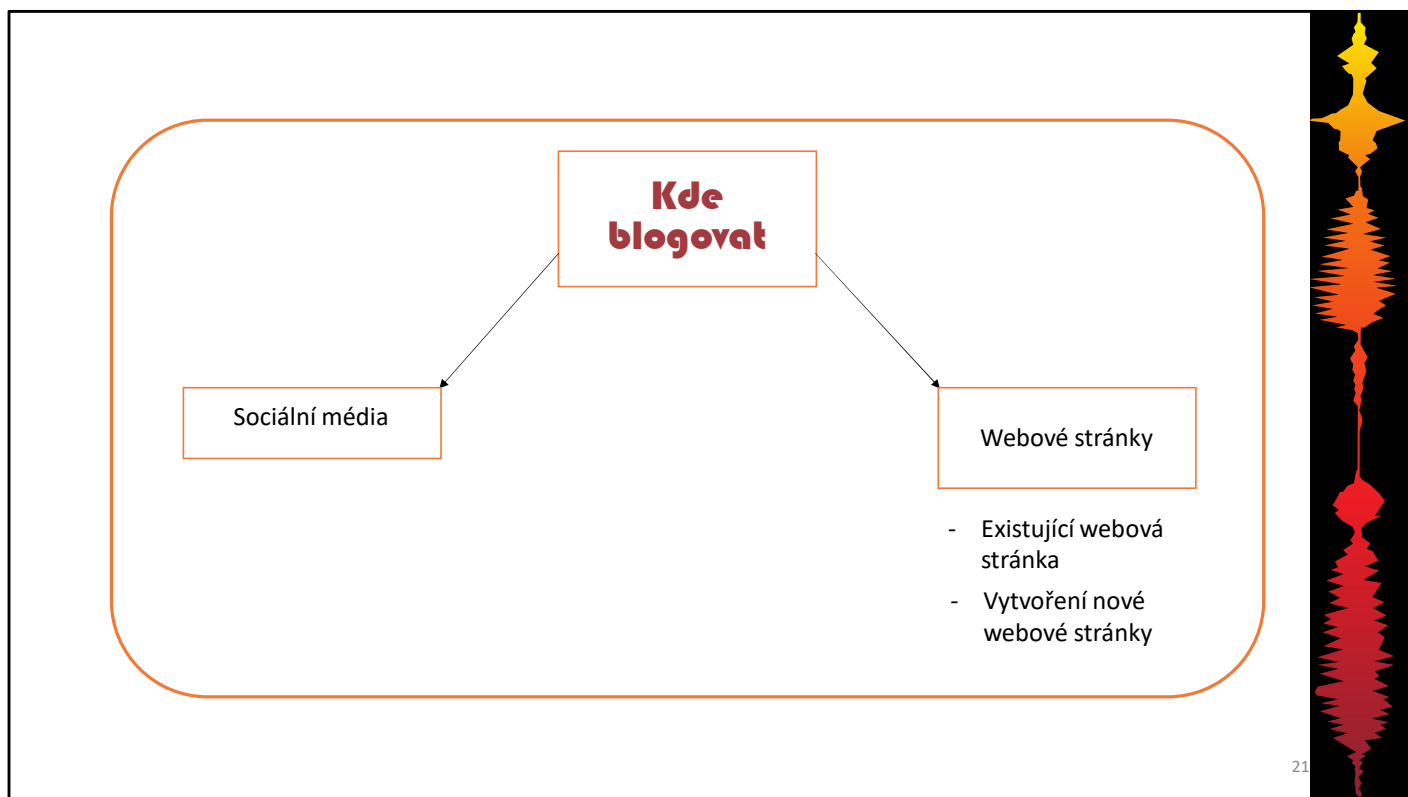 Kde
blogovat
Sociální média
Webové stránky
- Existující webová
stránka
- Vytvoření nové
webové stránky
21